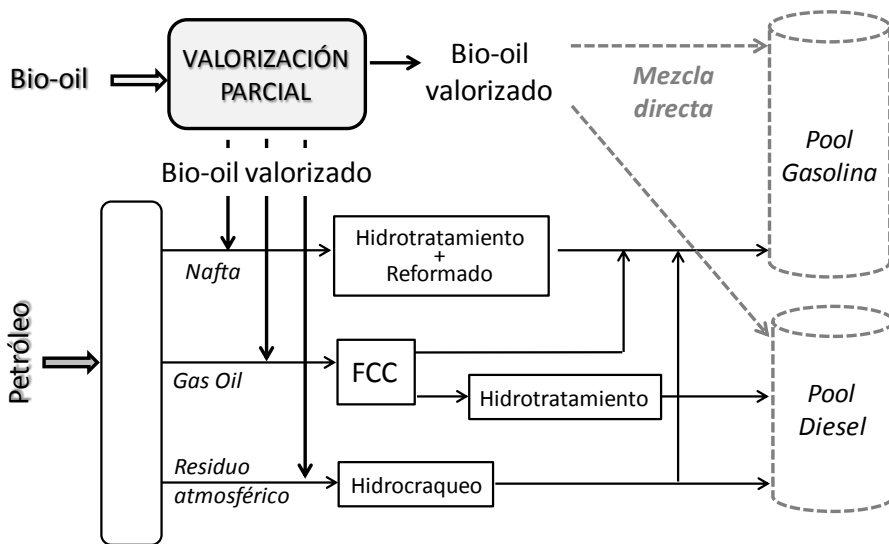 Bio-oil
VALORIZACIÓN
PARCIAL
Bio-oil
valorizado
Mezcla
directa
Pool
Gasolina
Bio-oil valorizado
Petróleo
Nafta
Hidrotratamiento
+
Reformado
Gas Oil
FCC
Hidrotratamiento
Pool
Diesel
Residuo
atmosférico
Hidrocraqueo